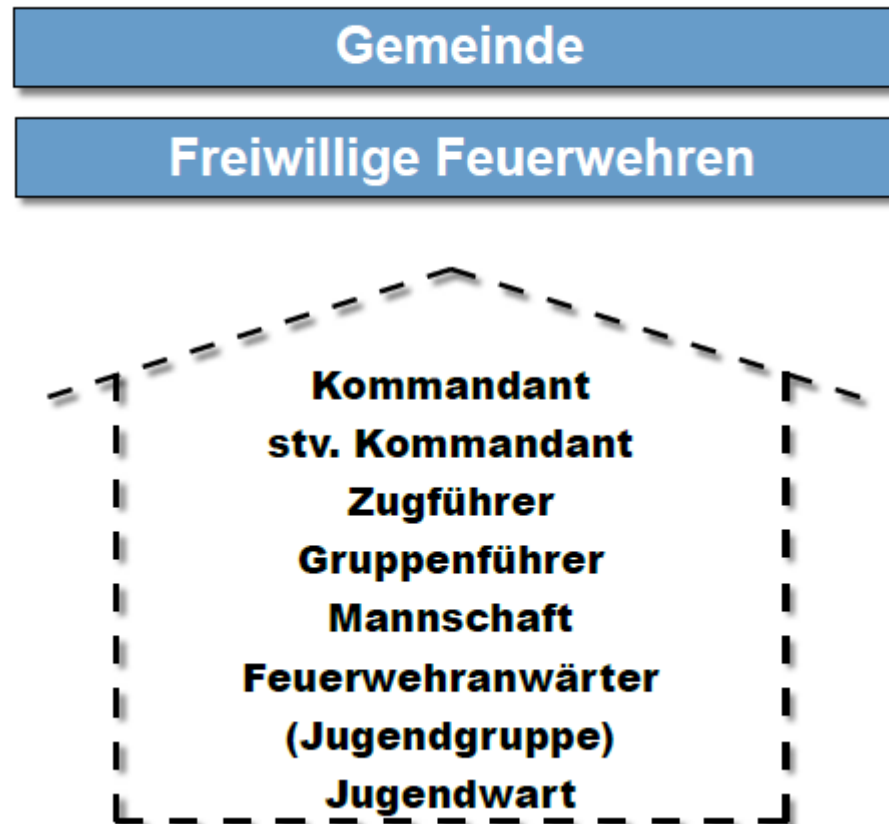 Gemeinde
Freiwillige Feuerwehren
Kommandant
stv. Kommandant
Zugführer
Gruppenführer
Mannschaft
Feuerwehranwärter
(Jugendgruppe)
Jugendwart